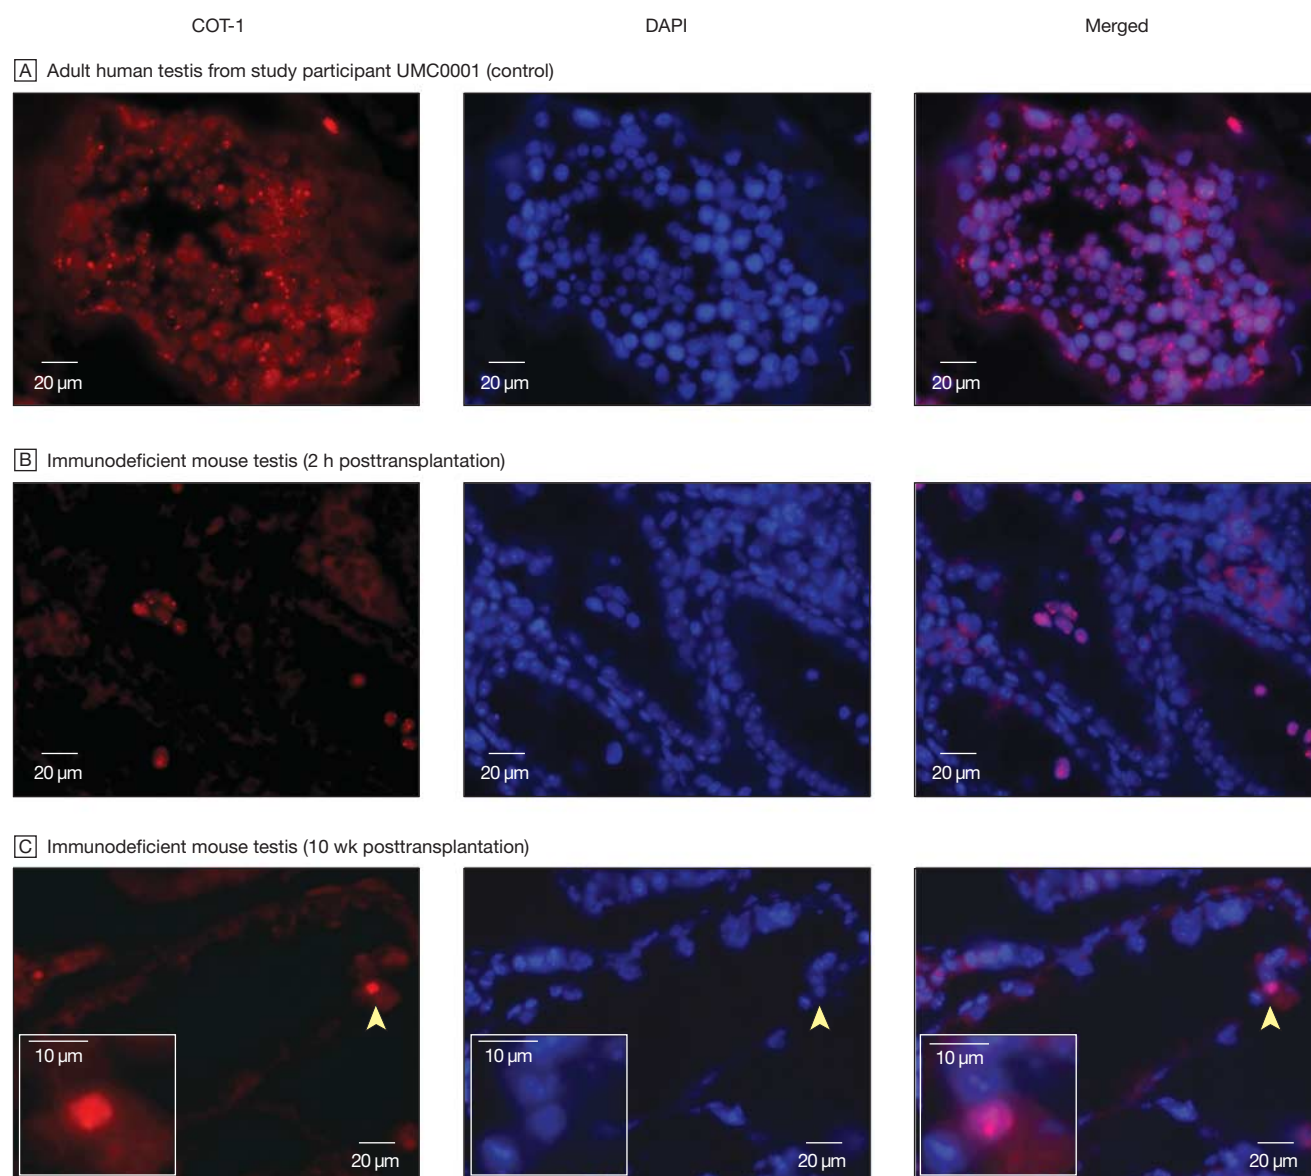 COT-1 DAPI Merged
A Adult human testis from study participant UMC0001 (control)
20 µm 20 µm 20 µm
B Immunodeficient mouse testis (2 h posttransplantation)
20 µm 20 µm 20 µm
C Immunodeficient mouse testis (10 wk posttransplantation)
10 µm 10 µm 10 µm
20 µm 20 µm 20 µm